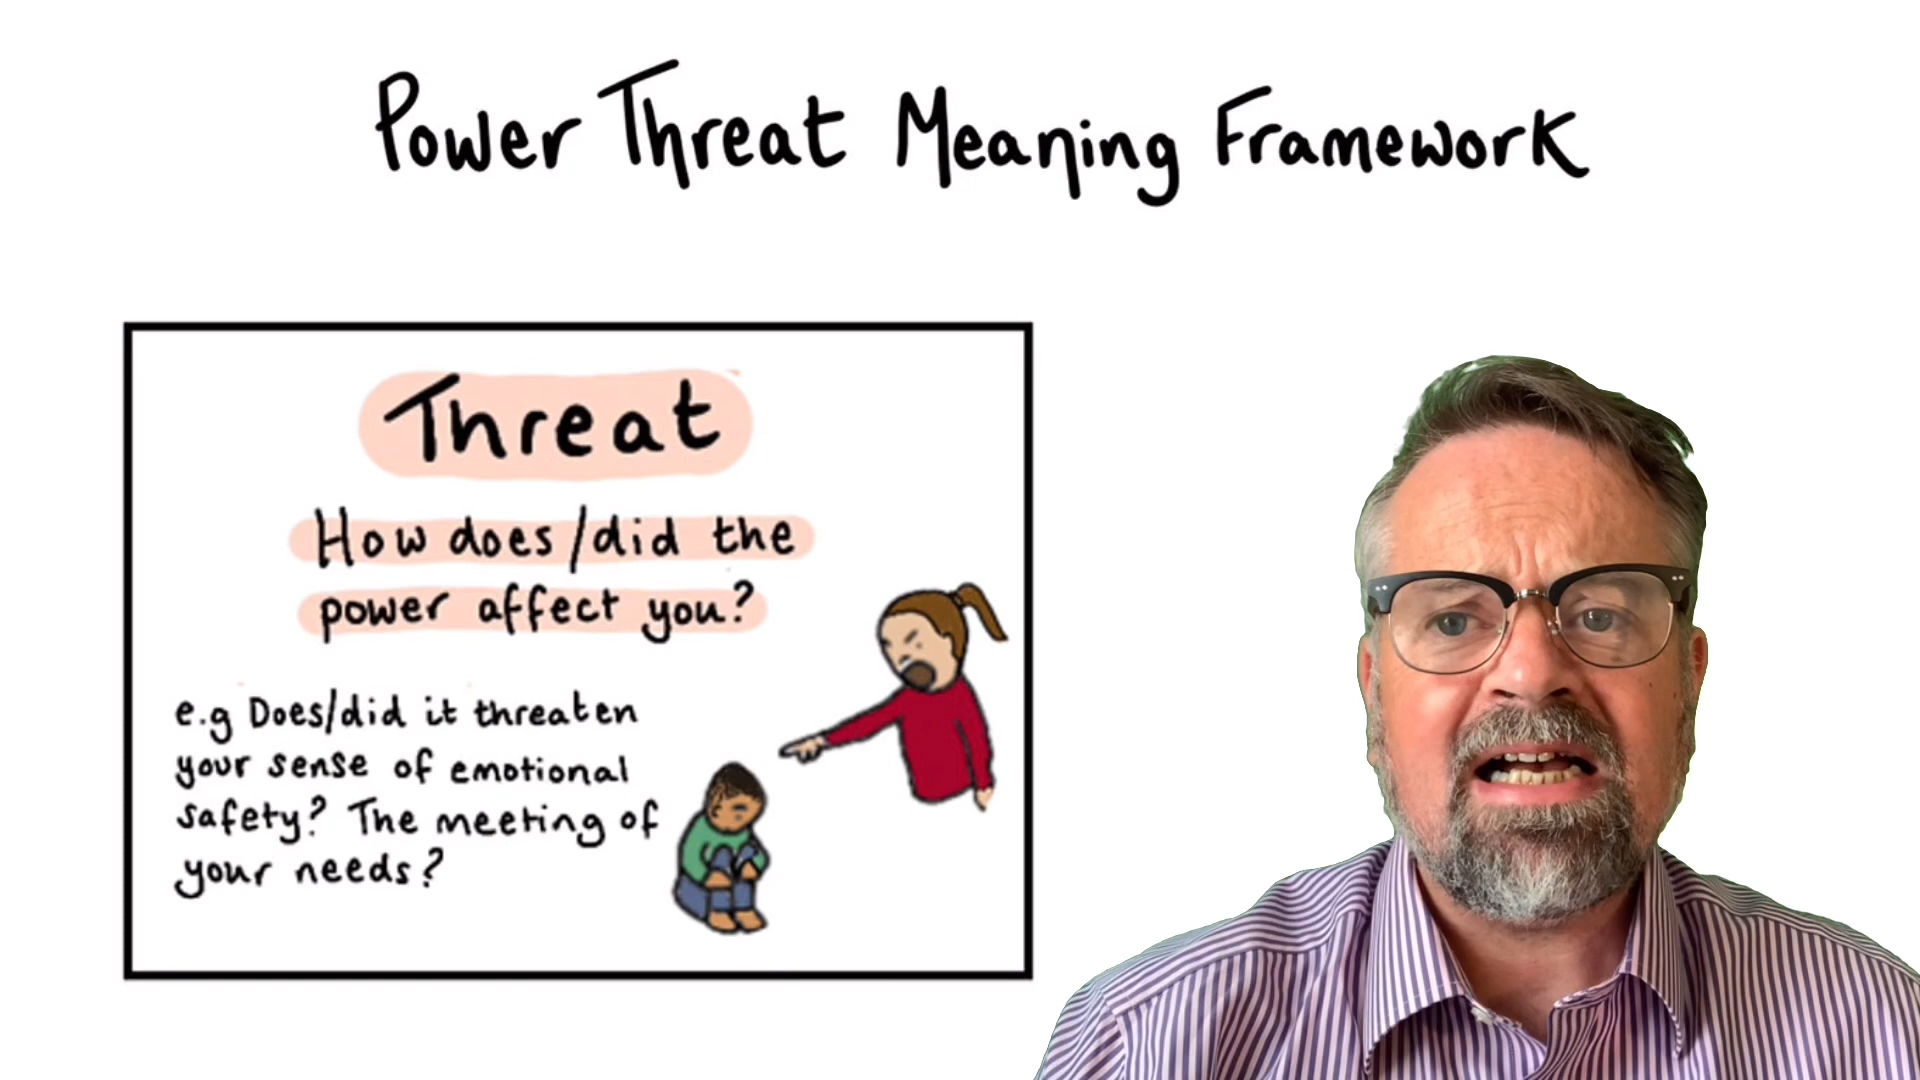 Power Threat Meaning Framework
Threat
How does/did the
power affect you?
e.g Does/did it threaten
your sense of emotional
safety? The meeting of
your needs?